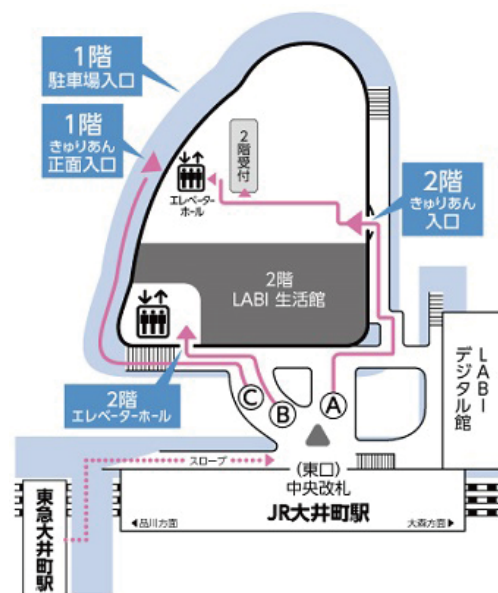 1階
駐車場入口
1階
きゅりあん
正面入口
2階受付
エレベーター
ホール
2階
きゅりあん
入口
2階
LABI 生活館
2階
エレベーターホール
C
B
A
LABI
デジタル館
スロープ
(東口)
中央改札
JR大井町駅
◀品川方面
大森方面▶
東急大井町駅